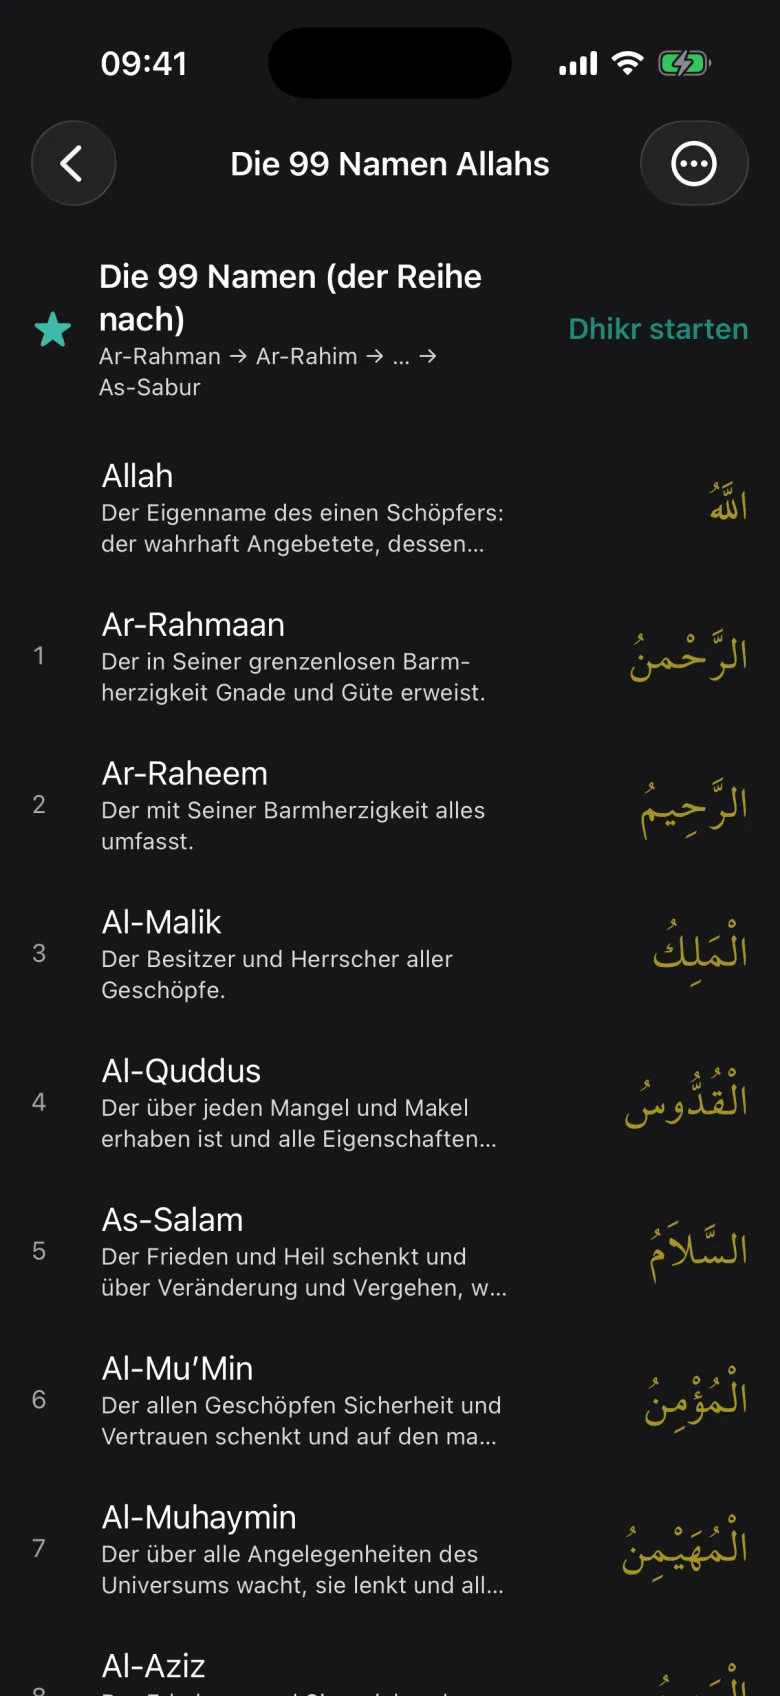 09:41
Die 99 Namen Allahs
Die 99 Namen (der Reihe
nach)
Ar-Rahman → Ar-Rahim → ... →
As-Sabur
Dhikr starten
Allah
Der Eigenname des einen Schöpfers:
der wahrhaft Angebetete, dessen...
اللَّهُ
1
Ar-Rahmaan
Der in Seiner grenzenlosen Barm-
herzigkeit Gnade und Güte erweist.
الرَّحْمنُ
2
Ar-Raheem
Der mit Seiner Barmherzigkeit alles
umfasst.
الرَّحِيمُ
3
Al-Malik
Der Besitzer und Herrscher aller
Geschöpfe.
الْمَلِكُ
4
Al-Quddus
Der über jeden Mangel und Makel
erhaben ist und alle Eigenschaften...
الْقُدُّوسُ
5
As-Salam
Der Frieden und Heil schenkt und
über Veränderung und Vergehen, w...
السَّلاَمُ
6
Al-Mu’Min
Der allen Geschöpfen Sicherheit und
Vertrauen schenkt und auf den ma...
الْمُؤْمِنُ
7
Al-Muhaymin
Der über alle Angelegenheiten des
Universums wacht, sie lenkt und all...
الْمُهَيْمِنُ
Al-Aziz